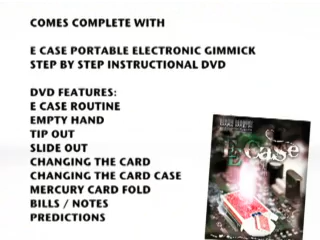 COMES COMPLETE WITH
E CASE PORTABLE ELECTRONIC GIMMICK
STEP BY STEP INSTRUCTIONAL DVD
DVD FEATURES:
E CASE ROUTINE
EMPTY HAND
TIP OUT
SLIDE OUT
CHANGING THE CARD
CHANGING THE CARD CASE
MERCURY CARD FOLD
BILLS / NOTES
PREDICTIONS
E Case